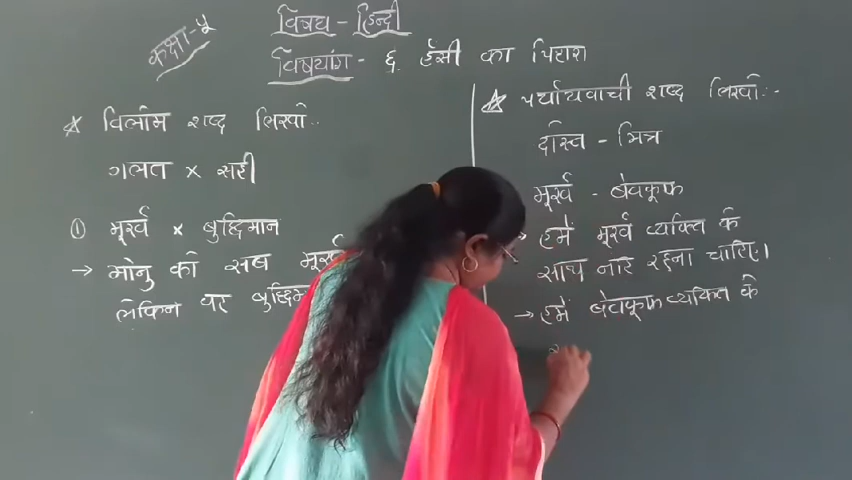 कक्षा-५
विषय - हिन्दी
विषयांग - ६ हँसी का पिटारा
☆ विलोम शब्द लिखो:-
गलत x सही
① मूर्ख x बुद्धिमान
→ मोनु को सब मूर्ख
लेकिन वह बुद्धिम
☆ पर्यायवाची शब्द लिखो:-
दोस्त - मित्र
मूर्ख - बेवकूफ
→ हमें मूर्ख व्यक्ति के
साथ नहि रहना चाहिए।
→ हमें बेवकूफ व्यक्ति के